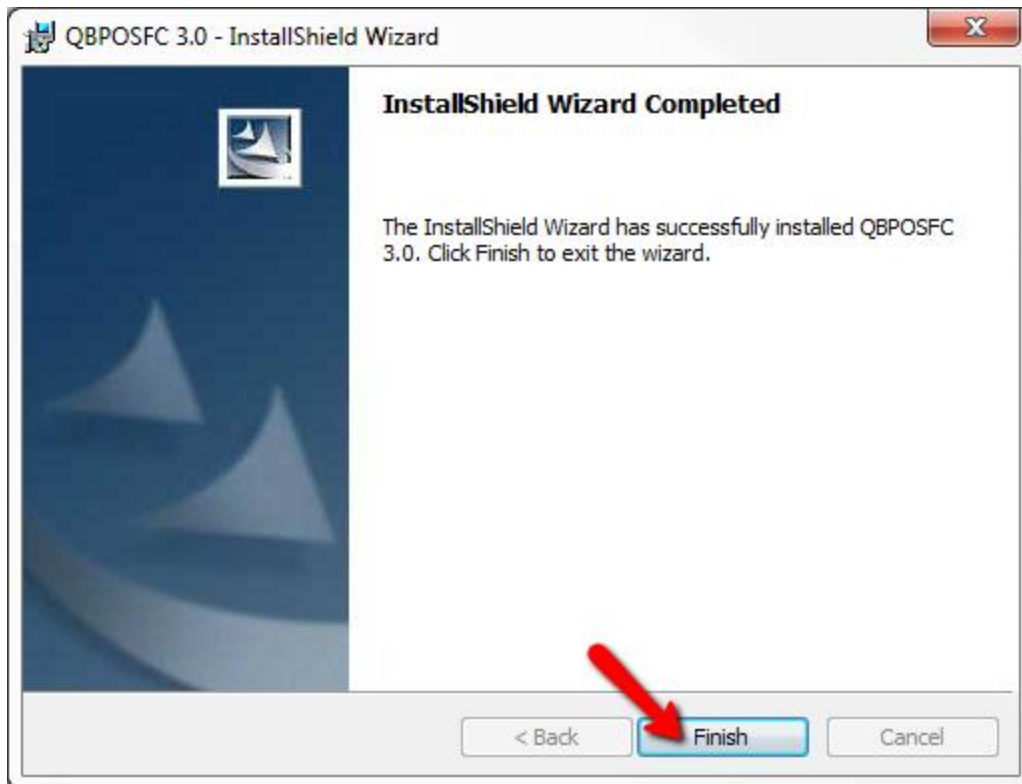 QBPOSFC 3.0 - InstallShield Wizard
InstallShield Wizard Completed
The InstallShield Wizard has successfully installed QBPOSFC
3.0. Click Finish to exit the wizard.
< Back
Finish
Cancel